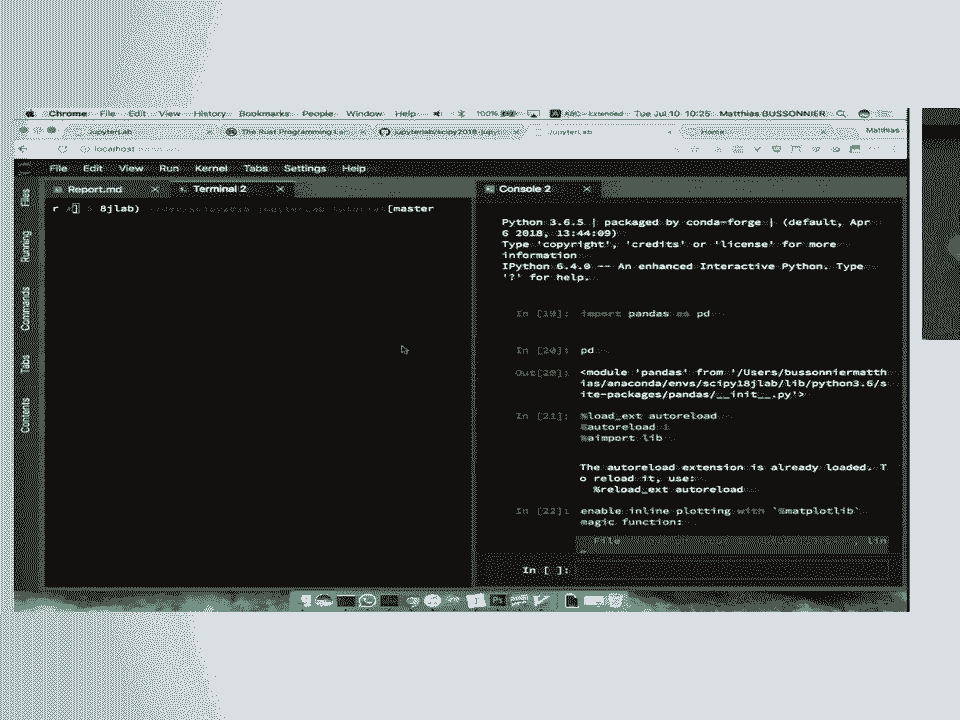 Chrome File Edit View History Bookmarks People Window Help 100% ABC - Extended Tue Jul 10 10:25 Matthias BUSSONNIER
JupyterLab The Rust Programming Lan jupyterlab/scipy2018-jupyt JupyterLab Home Matthias
localhost
File Edit View Run Kernel Tabs Settings Help
Files
Running
Commands
Tabs
Contents
Report.md × Terminal 2 ×
8jlab) [master
Console 2 ×
Python 3.6.5 | packaged by conda-forge | (default, Apr
6 2018, 13:44:09)
Type 'copyright', 'credits' or 'license' for more
information
IPython 6.4.0 -- An enhanced Interactive Python. Type
'?' for help.
In [19]: import pandas as pd
In [20]: pd
Out[20]: <module 'pandas' from '/Users/bussonniermatth
ias/anaconda/envs/scipy18jlab/lib/python3.6/s
ite-packages/pandas/__init__.py'>
In [21]: %load_ext autoreload
%autoreload 1
%aimport lib
The autoreload extension is already loaded. T
o reload it, use:
%reload_ext autoreload
In [22]: enable inline plotting with `%matplotlib`
magic function:
File , lin
In [ ]: